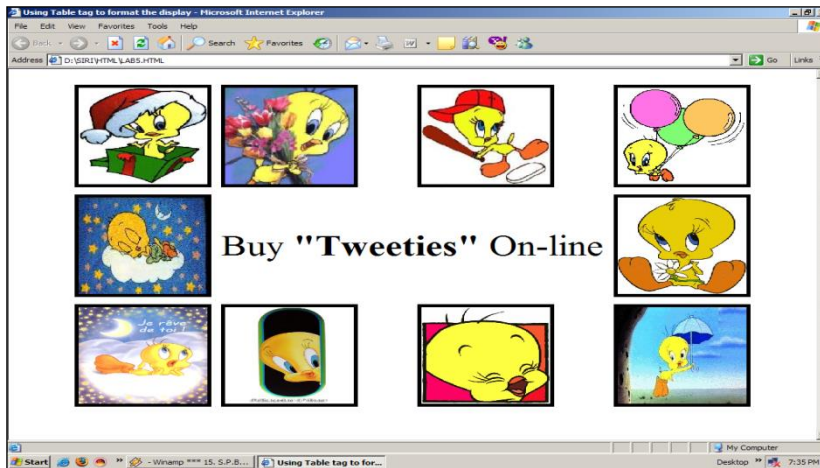 Using Table tag to format the display - Microsoft Internet Explorer
File Edit View Favorites Tools Help
Back Search Favorites
Address D:\SIRI\HTML\LAB5.HTML Go Links
Buy "Tweeties" On-line
Je rêve
de toi !
My Computer
Start - Winamp *** 15. S.P.B... Using Table tag to for... Desktop 7:35 PM